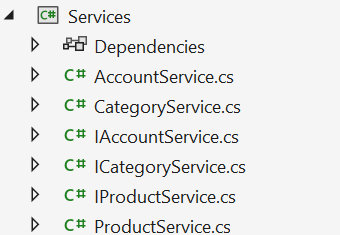 C# Services
Dependencies
C# AccountService.cs
C# CategoryService.cs
C# IAccountService.cs
C# ICategoryService.cs
C# IProductService.cs
C# ProductService.cs